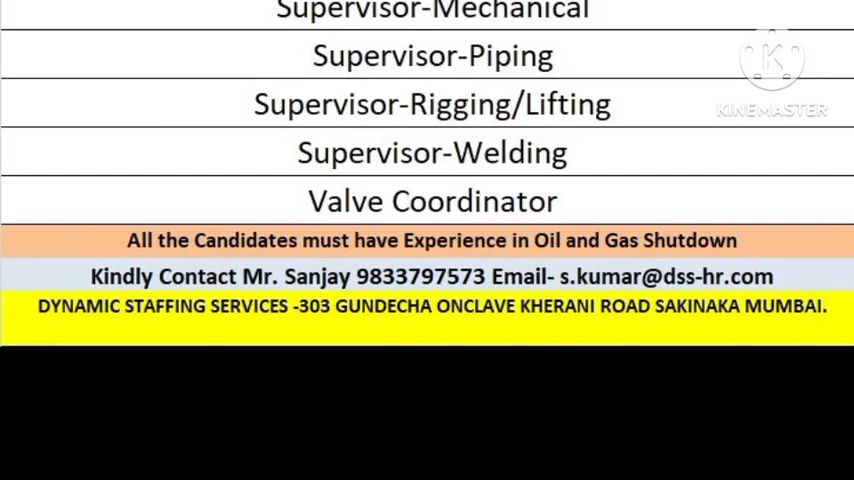 Supervisor-Mechanical
Supervisor-Piping
Supervisor-Rigging/Lifting
Supervisor-Welding
Valve Coordinator
All the Candidates must have Experience in Oil and Gas Shutdown
Kindly Contact Mr. Sanjay 9833797573 Email- s.kumar@dss-hr.com
DYNAMIC STAFFING SERVICES -303 GUNDECHA ONCLAVE KHERANI ROAD SAKINAKA MUMBAI.
K
KINEMASTER